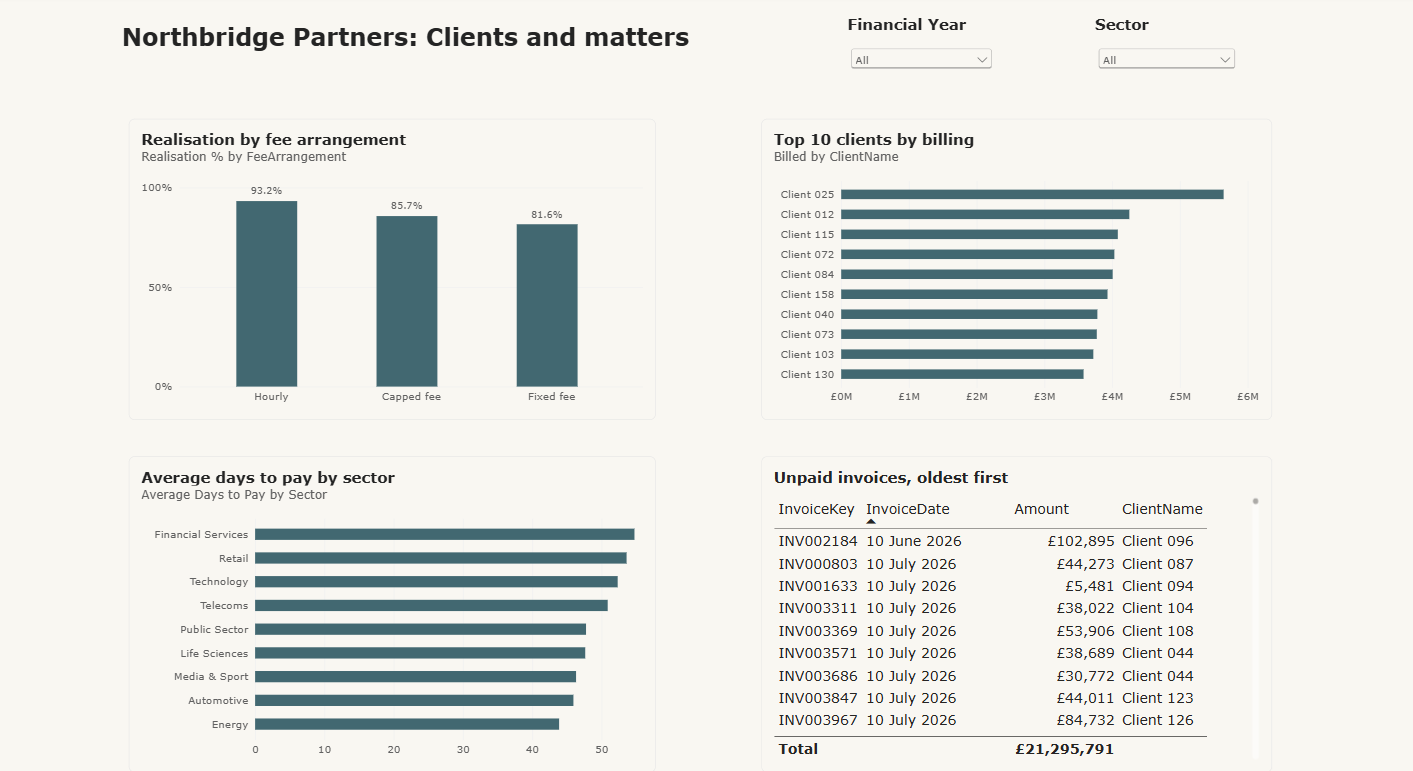 Northbridge Partners: Clients and matters
Financial Year
All
Sector
All
Realisation by fee arrangement
Realisation % by FeeArrangement
100%
50%
0%
93.2%
85.7%
81.6%
Hourly
Capped fee
Fixed fee
Top 10 clients by billing
Billed by ClientName
Client 025
Client 012
Client 115
Client 072
Client 084
Client 158
Client 040
Client 073
Client 103
Client 130
£0M £1M £2M £3M £4M £5M £6M
Average days to pay by sector
Average Days to Pay by Sector
Financial Services
Retail
Technology
Telecoms
Public Sector
Life Sciences
Media & Sport
Automotive
Energy
0 10 20 30 40 50
Unpaid invoices, oldest first
InvoiceKey InvoiceDate Amount ClientName
INV002184 10 June 2026 £102,895 Client 096
INV000803 10 July 2026 £44,273 Client 087
INV001633 10 July 2026 £5,481 Client 094
INV003311 10 July 2026 £38,022 Client 104
INV003369 10 July 2026 £53,906 Client 108
INV003571 10 July 2026 £38,689 Client 044
INV003686 10 July 2026 £30,772 Client 044
INV003847 10 July 2026 £44,011 Client 123
INV003967 10 July 2026 £84,732 Client 126
Total £21,295,791